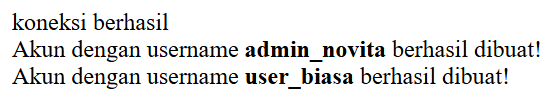 koneksi berhasil
Akun dengan username admin_novita berhasil dibuat!
Akun dengan username user_biasa berhasil dibuat!